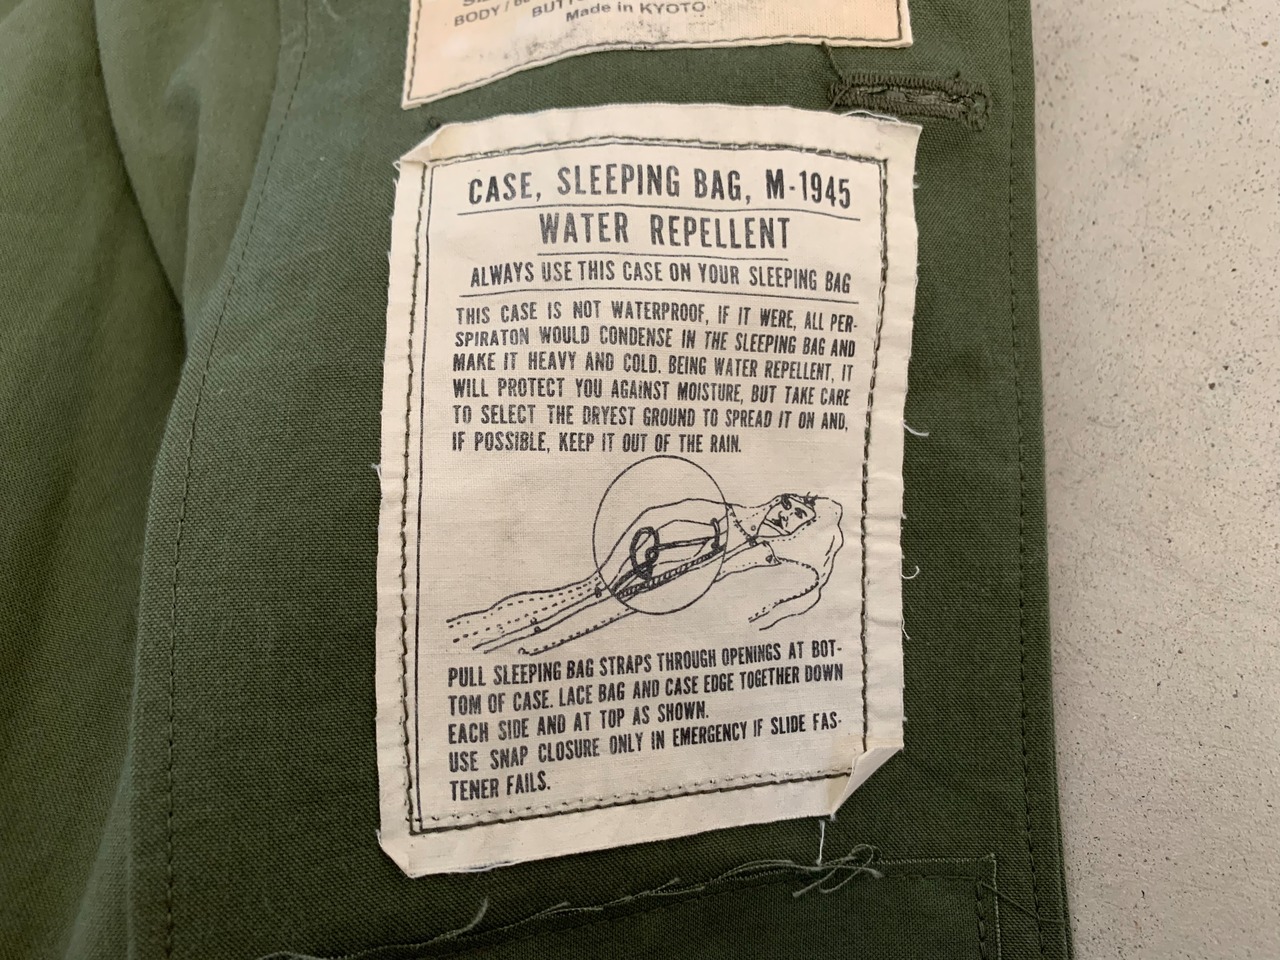 BODY /
BUTT
Made in KYOTO
CASE, SLEEPING BAG, M-1945
WATER REPELLENT
ALWAYS USE THIS CASE ON YOUR SLEEPING BAG
THIS CASE IS NOT WATERPROOF, IF IT WERE, ALL PER-
SPIRATON WOULD CONDENSE IN THE SLEEPING BAG AND
MAKE IT HEAVY AND COLD. BEING WATER REPELLENT, IT
WILL PROTECT YOU AGAINST MOISTURE, BUT TAKE CARE
TO SELECT THE DRYEST GROUND TO SPREAD IT ON AND,
IF POSSIBLE, KEEP IT OUT OF THE RAIN.
PULL SLEEPING BAG STRAPS THROUGH OPENINGS AT BOT-
TOM OF CASE. LACE BAG AND CASE EDGE TOGETHER DOWN
EACH SIDE AND AT TOP AS SHOWN.
USE SNAP CLOSURE ONLY IN EMERGENCY IF SLIDE FAS-
TENER FAILS.